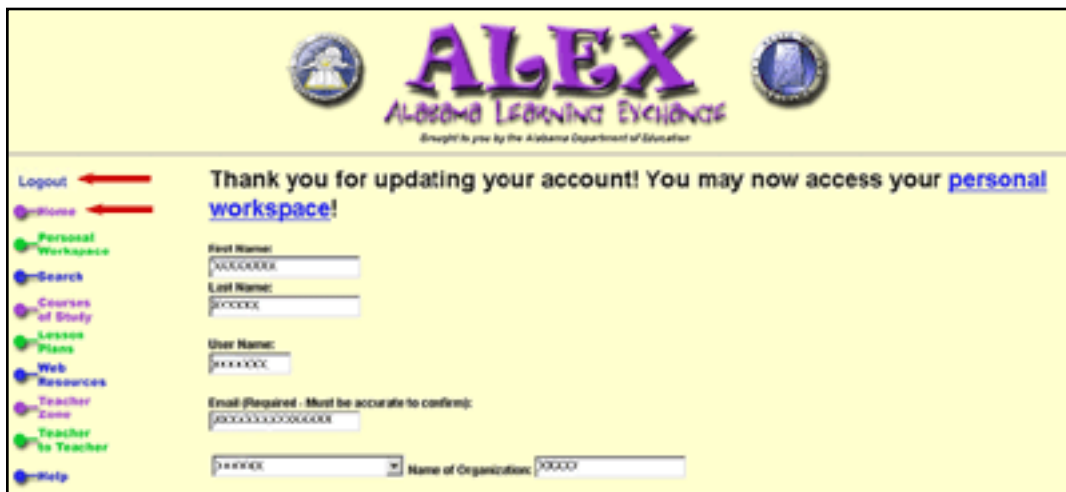 ALEX
Alabama Learning Exchange
Brought to you by the Alabama Department of Education
Logout
Home
Personal
Workspace
Search
Courses
of Study
Lesson
Plans
Web
Resources
Teacher
Zone
Teacher
to Teacher
Help
Thank you for updating your account! You may now access your personal
workspace!
First Name:
Last Name:
User Name:
Email (Required - Must be accurate to confirm):
Name of Organization: